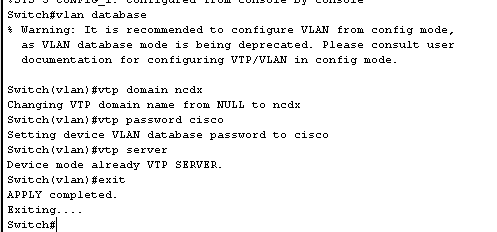 %SYS-5-CONFIG_I: Configured from console by console
Switch#vlan database
% Warning: It is recommended to configure VLAN from config mode,
as VLAN database mode is being deprecated. Please consult user
documentation for configuring VTP/VLAN in config mode.
Switch(vlan)#vtp domain ncdx
Changing VTP domain name from NULL to ncdx
Switch(vlan)#vtp password cisco
Setting device VLAN database password to cisco
Switch(vlan)#vtp server
Device mode already VTP SERVER.
Switch(vlan)#exit
APPLY completed.
Exiting....
Switch#